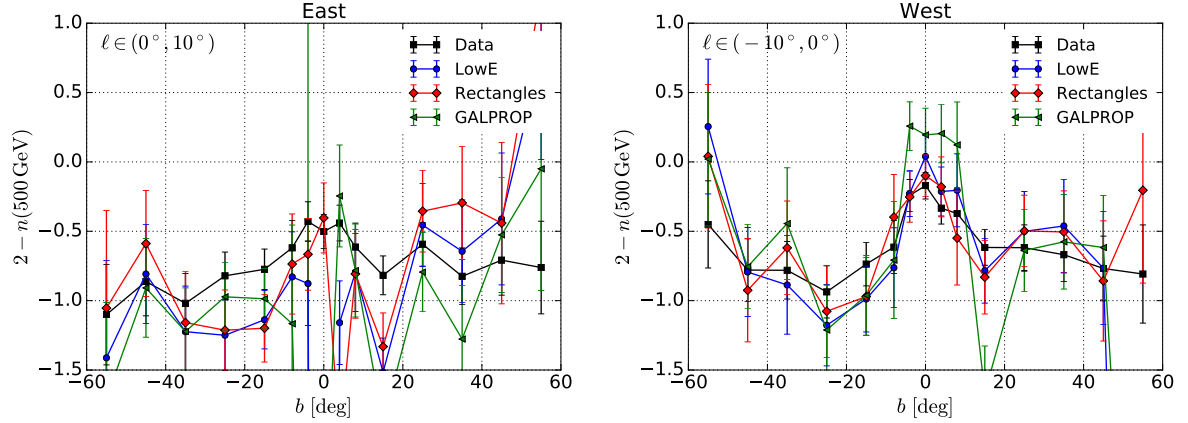 East
ℓ∈(0°, 10°)
Data
LowE
Rectangles
GALPROP
2 − n(500 GeV)
1.0
0.5
0.0
−0.5
−1.0
−1.5
−60 −40 −20 0 20 40 60
b [deg]
West
ℓ∈(−10°, 0°)
Data
LowE
Rectangles
GALPROP
2 − n(500 GeV)
1.0
0.5
0.0
−0.5
−1.0
−1.5
−60 −40 −20 0 20 40 60
b [deg]